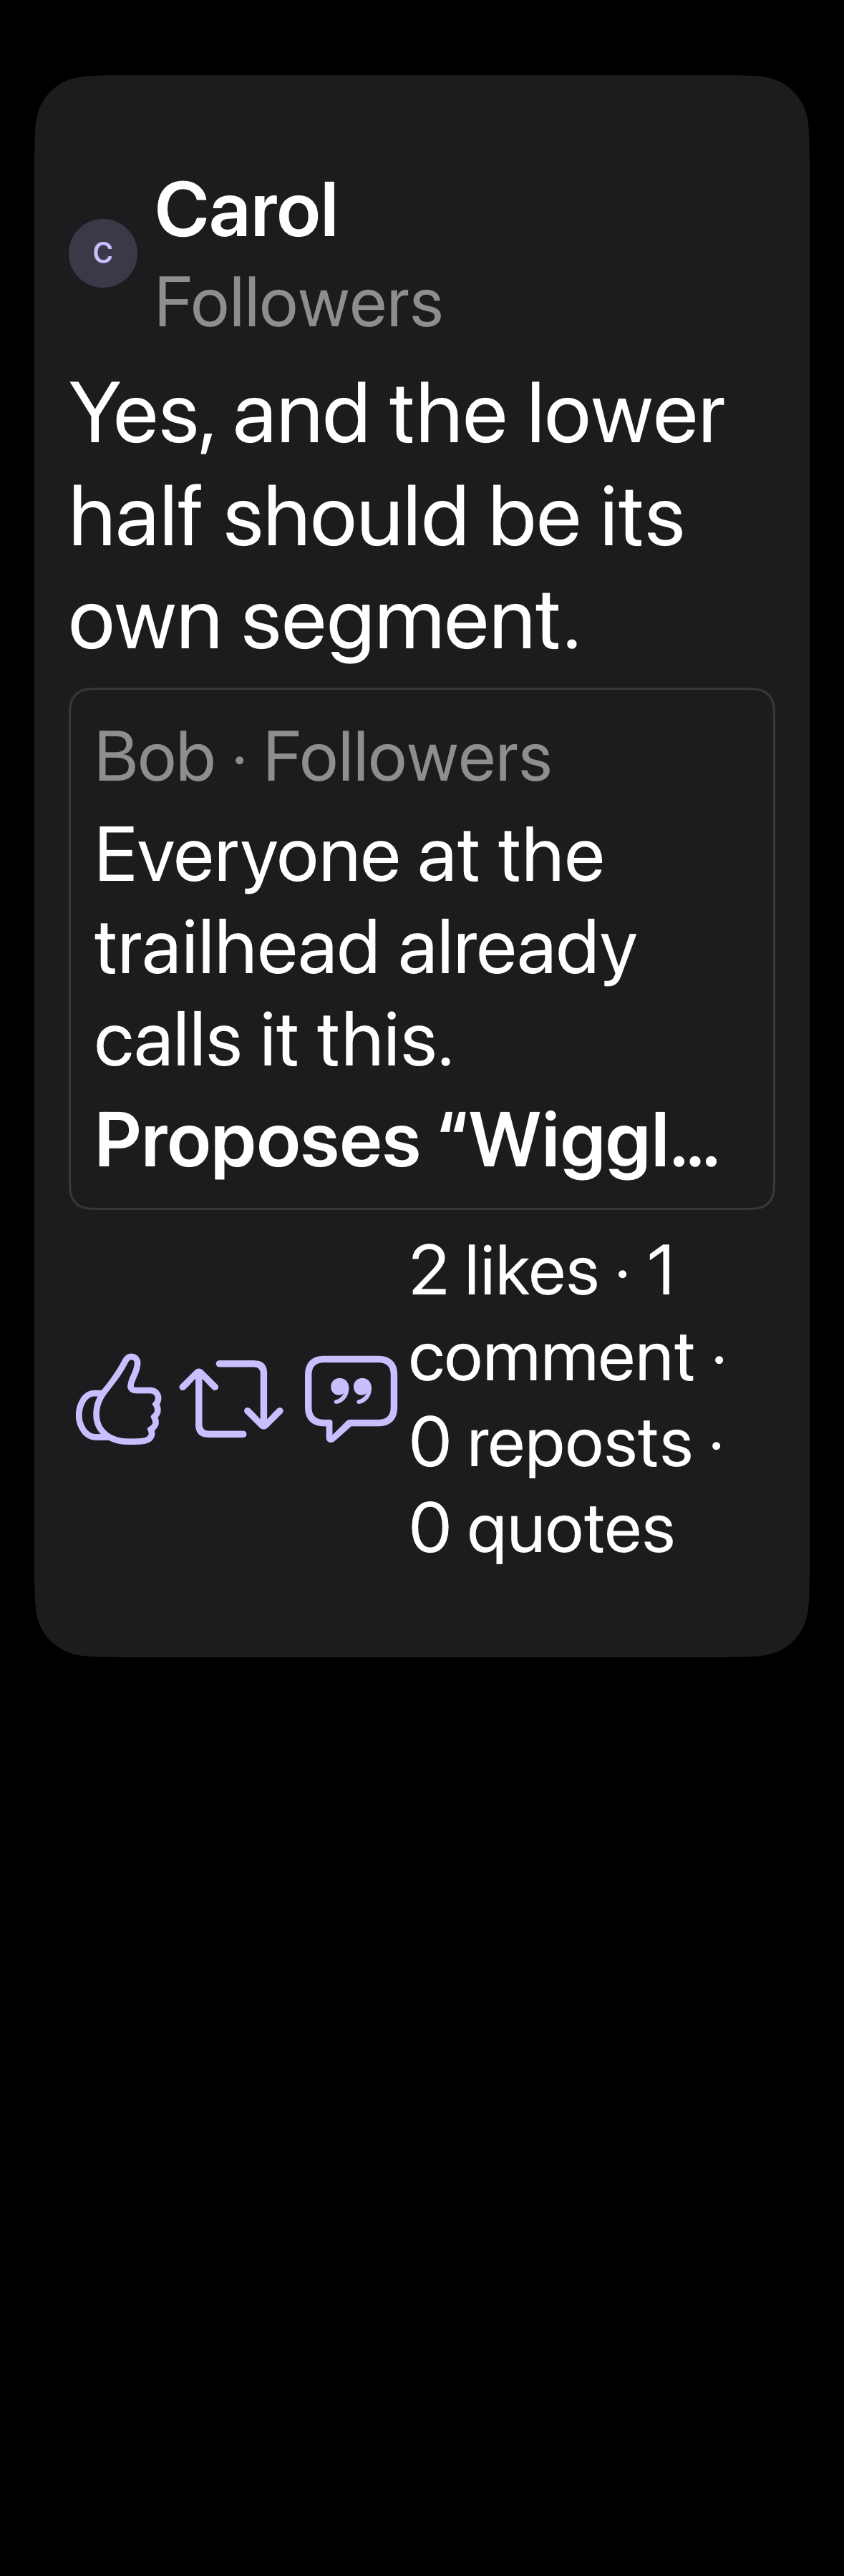 C
Carol
Followers
Yes, and the lower
half should be its
own segment.
Bob · Followers
Everyone at the
trailhead already
calls it this.
Proposes “Wiggl…
2 likes · 1
comment ·
0 reposts ·
0 quotes